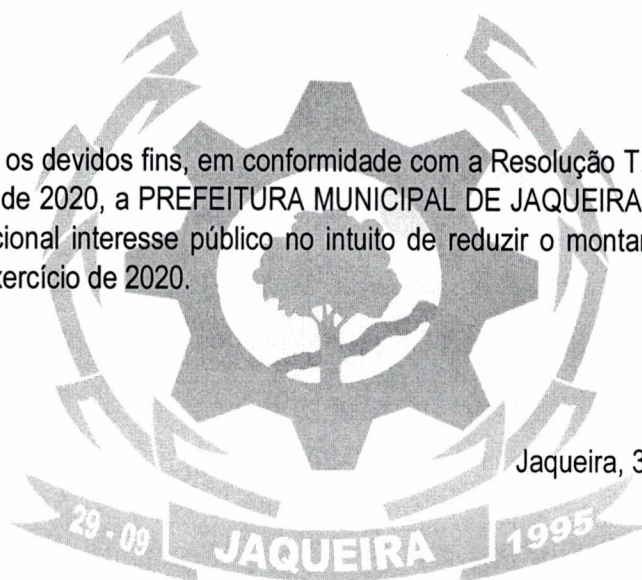 os devidos fins, em conformidade com a Resolução T
de 2020, a PREFEITURA MUNICIPAL DE JAQUEIRA
cional interesse público no intuito de reduzir o montar
xercício de 2020.
Jaqueira, 3
29 - 09 JAQUEIRA 1995